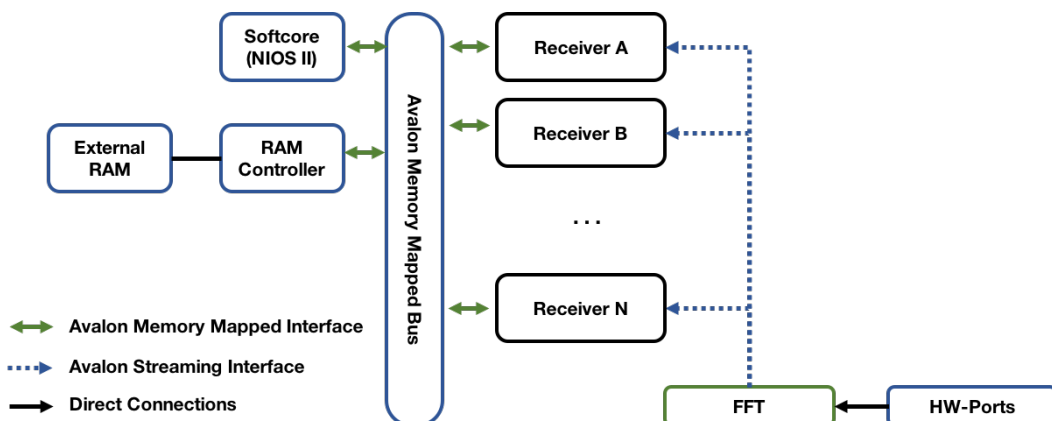 Softcore
(NIOS II)
External
RAM
RAM
Controller
Avalon Memory Mapped Bus
Receiver A
Receiver B
...
Receiver N
Avalon Memory Mapped Interface
Avalon Streaming Interface
Direct Connections
FFT
HW-Ports